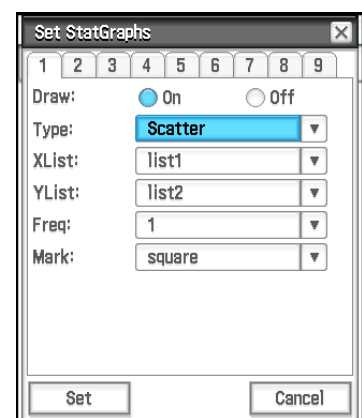 Set StatGraphs
1 2 3 4 5 6 7 8 9
Draw: On Off
Type: Scatter
XList: list1
YList: list2
Freq: 1
Mark: square
Set Cancel